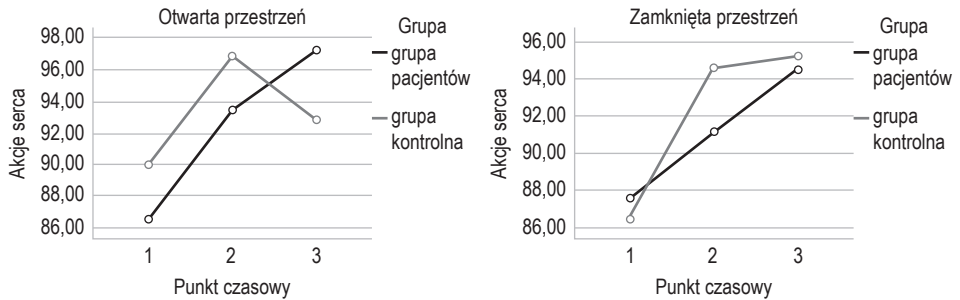 Otwarta przestrzeń
Akcje serca
98,00
96,00
94,00
92,00
90,00
88,00
86,00
1 2 3
Punkt czasowy
Grupa
grupa
pacjentów
grupa
kontrolna
Zamknięta przestrzeń
Akcje serca
96,00
94,00
92,00
90,00
88,00
86,00
1 2 3
Punkt czasowy
Grupa
grupa
pacjentów
grupa
kontrolna